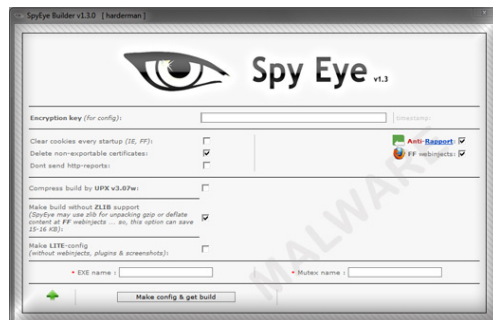 SpyEye Builder v1.3.0 [ harderman ]
Spy Eye v1.3
Encryption key (for config):
timestamp:
Clear cookies every startup (IE, FF):
Anti-Rapport:
Delete non-exportable certificates:
FF webinjects:
Dont send http-reports:
Compress build by UPX v3.07w:
Make build without ZLIB support
(SpyEye may use zlib for unpacking gzip or deflate
content at FF webinjects ... so, this option can save
15-16 KB):
Make LITE-config
(without webinjects, plugins & screenshots):
* EXE name :
* Mutex name :
Make config & get build
MALWARE